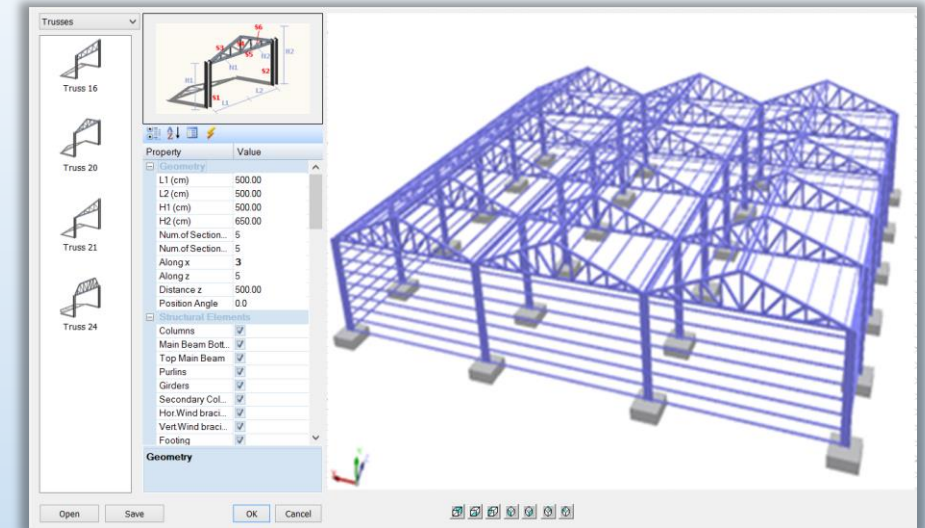 Trusses
Truss 16
Truss 20
Truss 21
Truss 24
S6
S3
S4
S5
N2
H2
N1
S2
H1
S1
L1
L2
Property Value
Geometry
L1 (cm) 500.00
L2 (cm) 500.00
H1 (cm) 500.00
H2 (cm) 650.00
Num.of Section... 5
Num.of Section... 5
Along x 3
Along z 5
Distance z 500.00
Position Angle 0.0
Structural Elements
Columns
Main Beam Bott...
Top Main Beam
Purlins
Girders
Secondary Col...
Hor.Wind braci...
Vert.Wind braci...
Footing
Geometry
Open Save OK Cancel